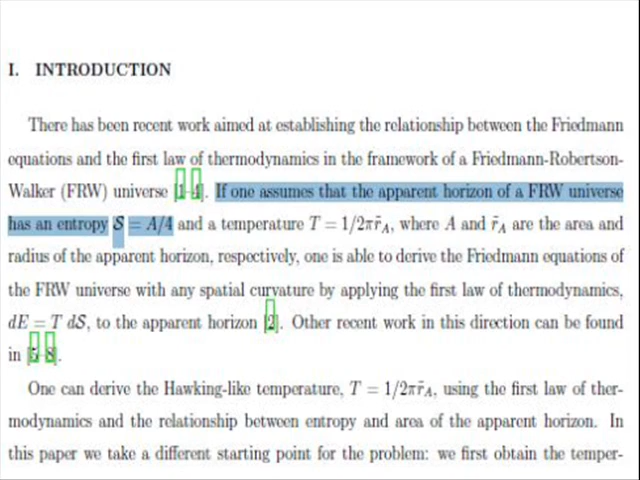 I. INTRODUCTION
There has been recent work aimed at establishing the relationship between the Friedmann
equations and the first law of thermodynamics in the framework of a Friedmann-Robertson-
Walker (FRW) universe [1–4]. If one assumes that the apparent horizon of a FRW universe
has an entropy S = A/4 and a temperature T = 1/2πr̃_A, where A and r̃_A are the area and
radius of the apparent horizon, respectively, one is able to derive the Friedmann equations of
the FRW universe with any spatial curvature by applying the first law of thermodynamics,
dE = T dS, to the apparent horizon [2]. Other recent work in this direction can be found
in [5–8].
One can derive the Hawking-like temperature, T = 1/2πr̃_A, using the first law of ther-
modynamics and the relationship between entropy and area of the apparent horizon. In
this paper we take a different starting point for the problem: we first obtain the temper-